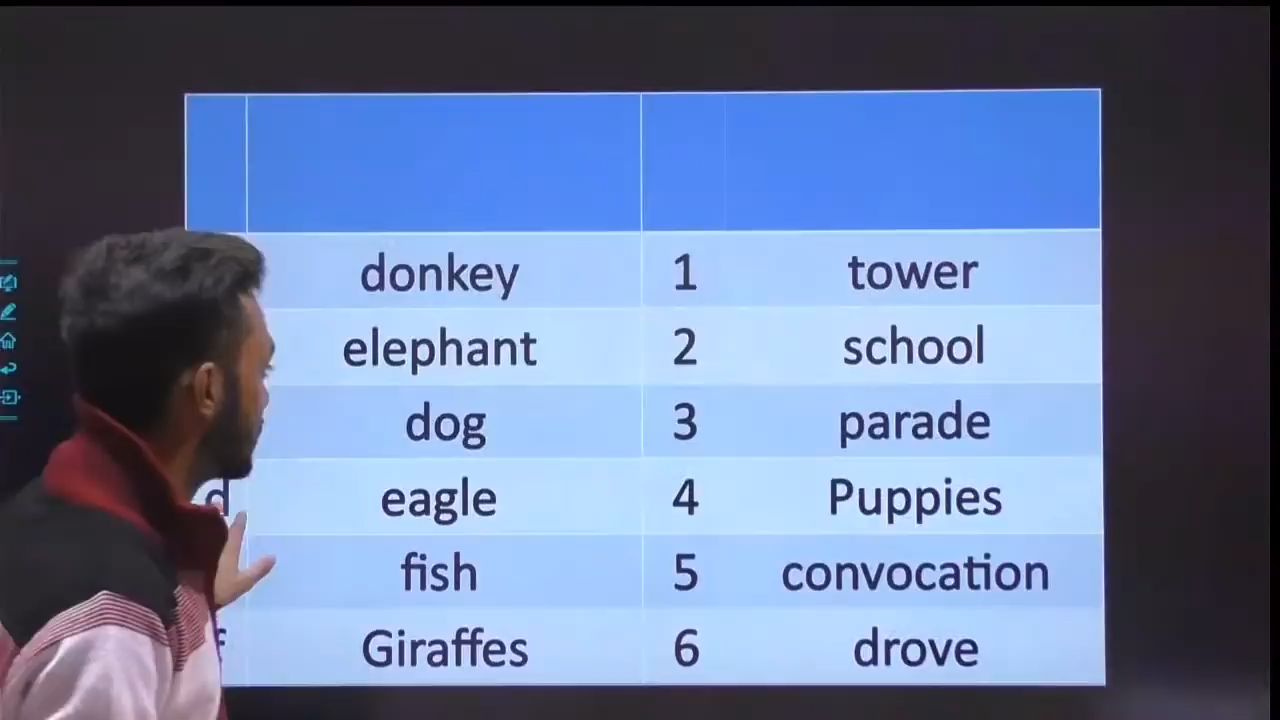 donkey 1 tower
elephant 2 school
dog 3 parade
d eagle 4 Puppies
fish 5 convocation
f Giraffes 6 drove